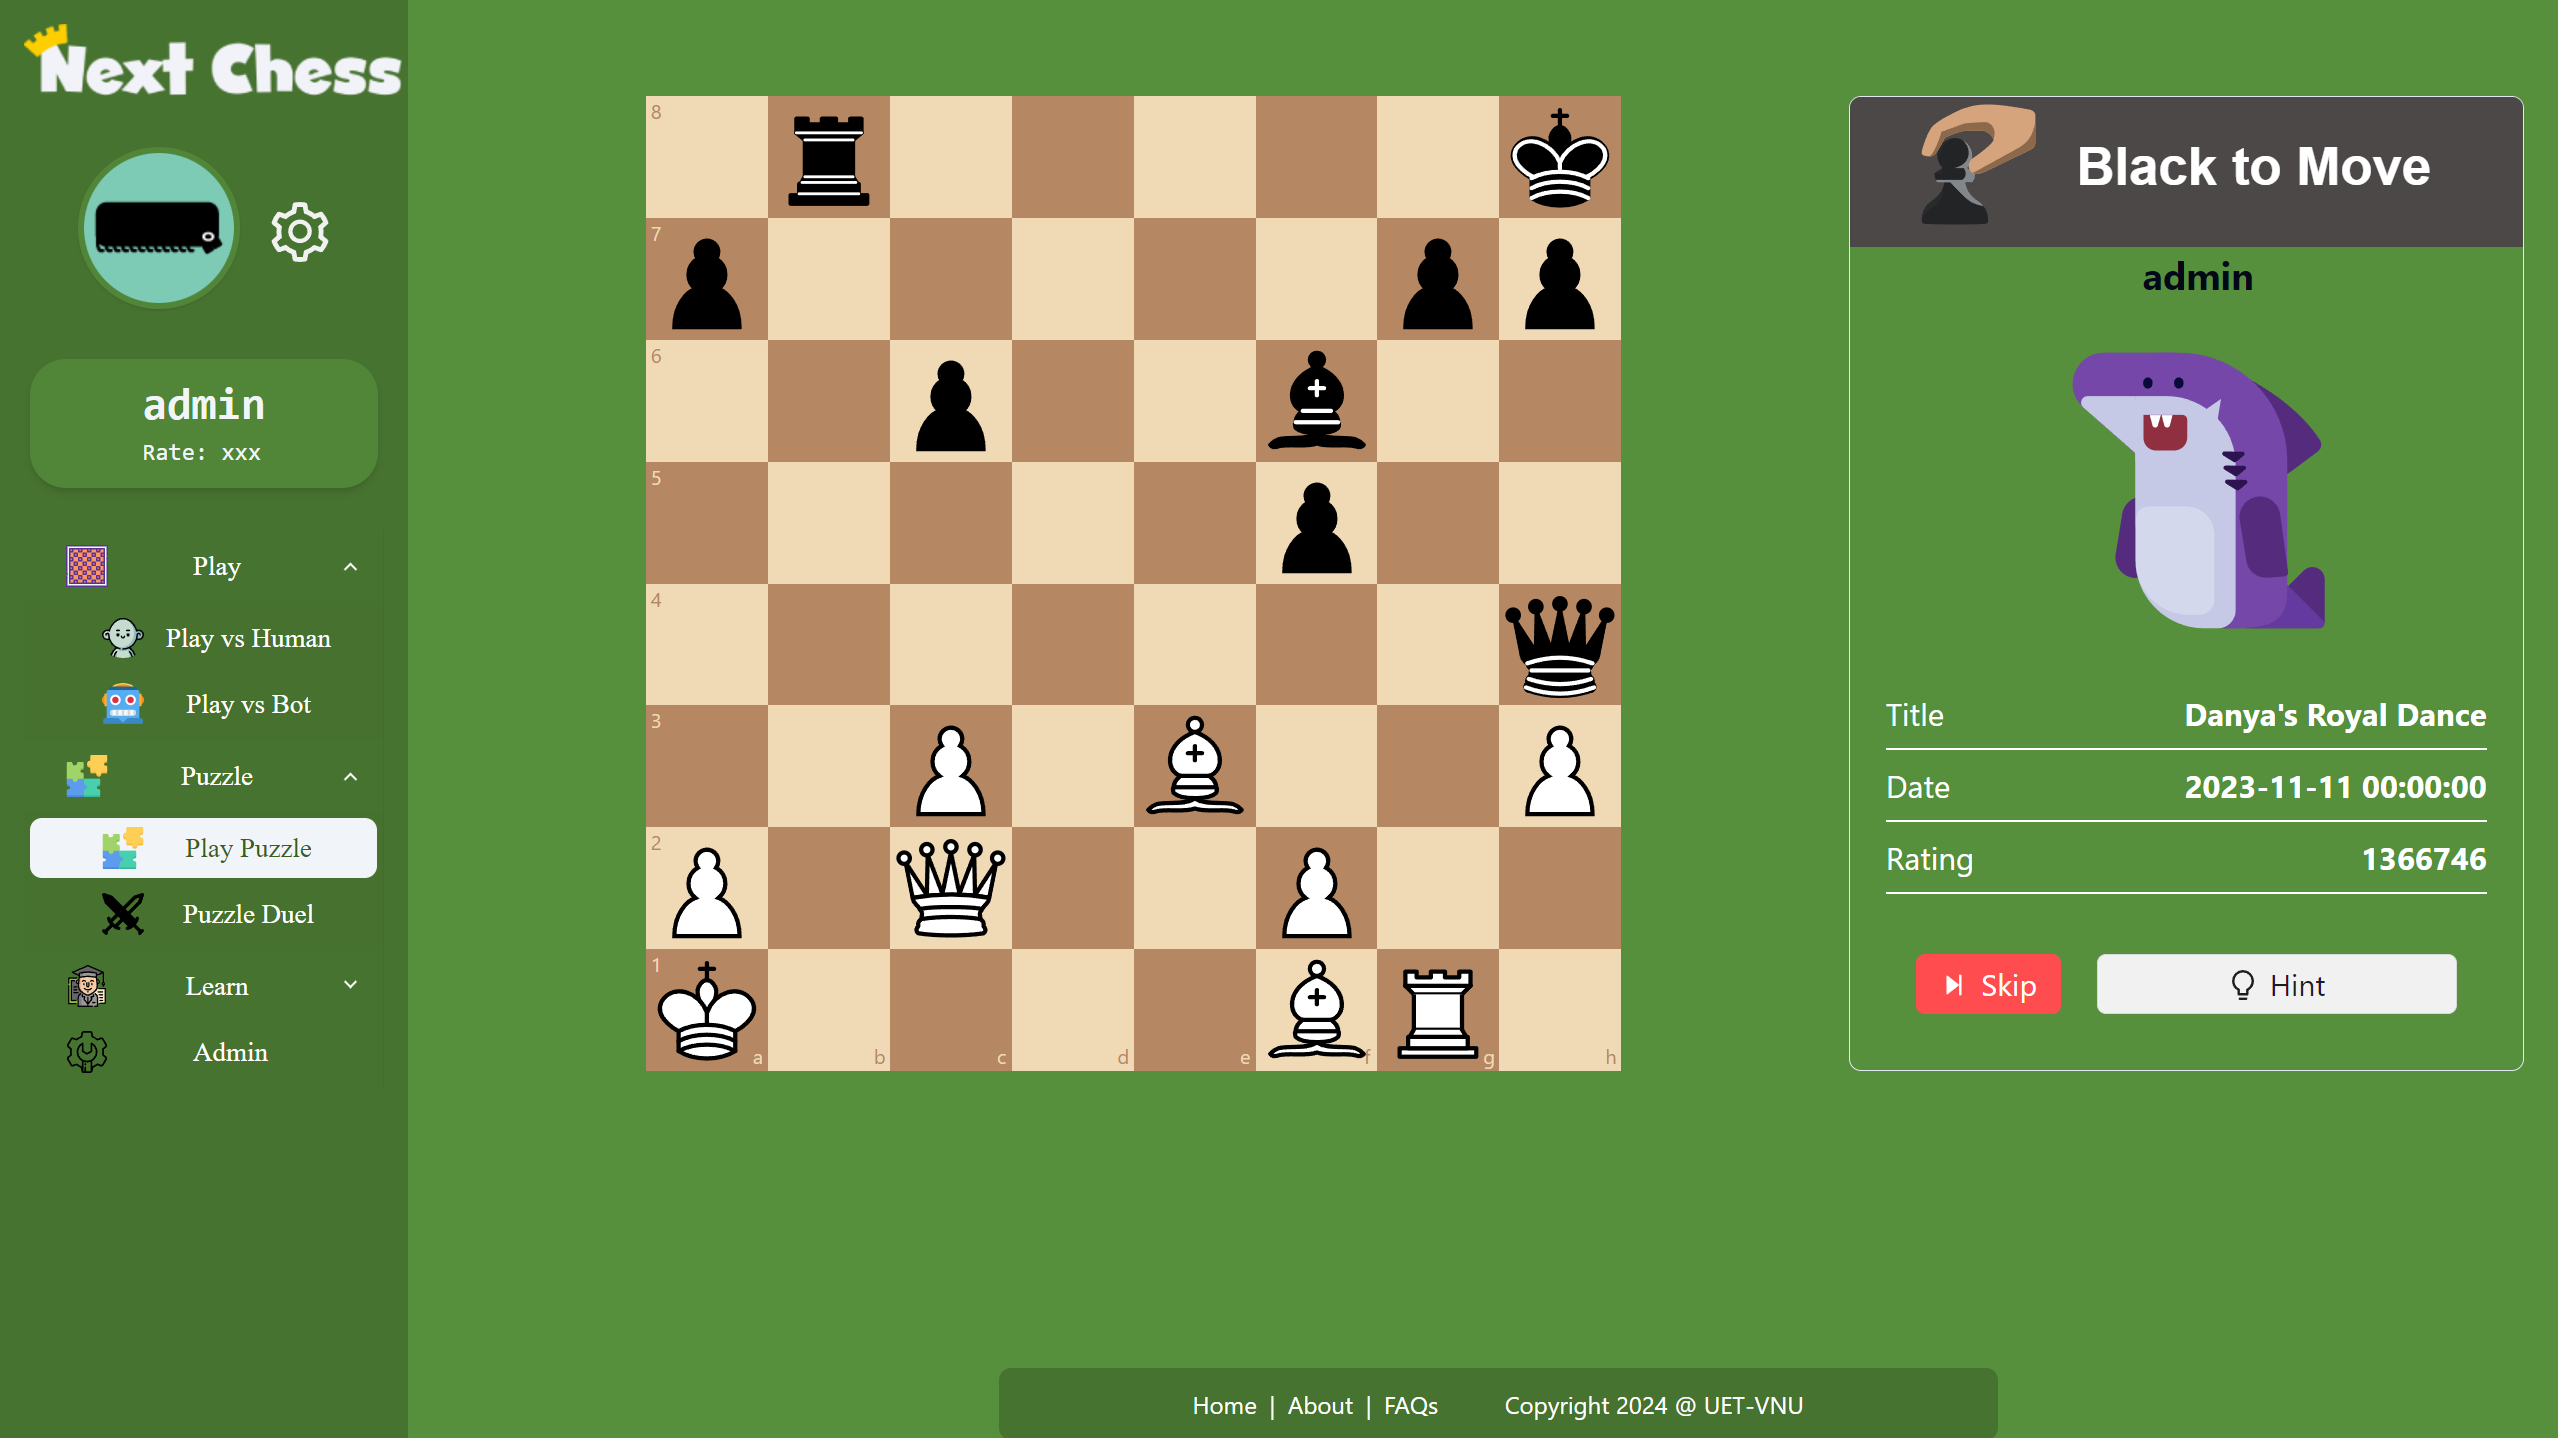 Next Chess
admin
Rate: xxx
Play
Play vs Human
Play vs Bot
Puzzle
Play Puzzle
Puzzle Duel
Learn
Admin
8
7
6
5
4
3
2
1
a b c d e f g h
Black to Move
admin
Title Danya's Royal Dance
Date 2023-11-11 00:00:00
Rating 1366746
Skip Hint
Home | About | FAQs Copyright 2024 @ UET-VNU